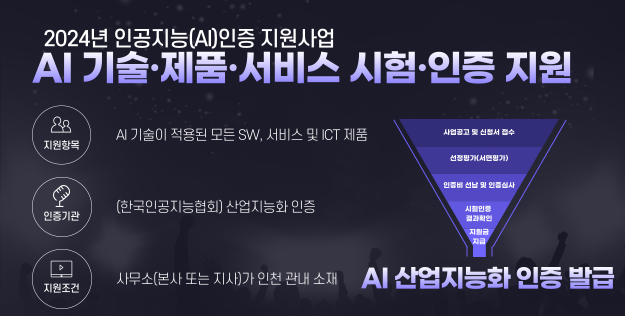 2024년 인공지능(AI)인증 지원사업
AI 기술·제품·서비스 시험·인증 지원
지원항목
AI 기술이 적용된 모든 SW, 서비스 및 ICT 제품
인증기관
(한국인공지능협회) 산업지능화 인증
지원조건
사무소(본사 또는 지사)가 인천 관내 소재
사업공고 및 신청서 접수
선정평가(서면평가)
인증비 선납 및 인증심사
시험인증
결과확인
지원금
지급
AI 산업지능화 인증 발급